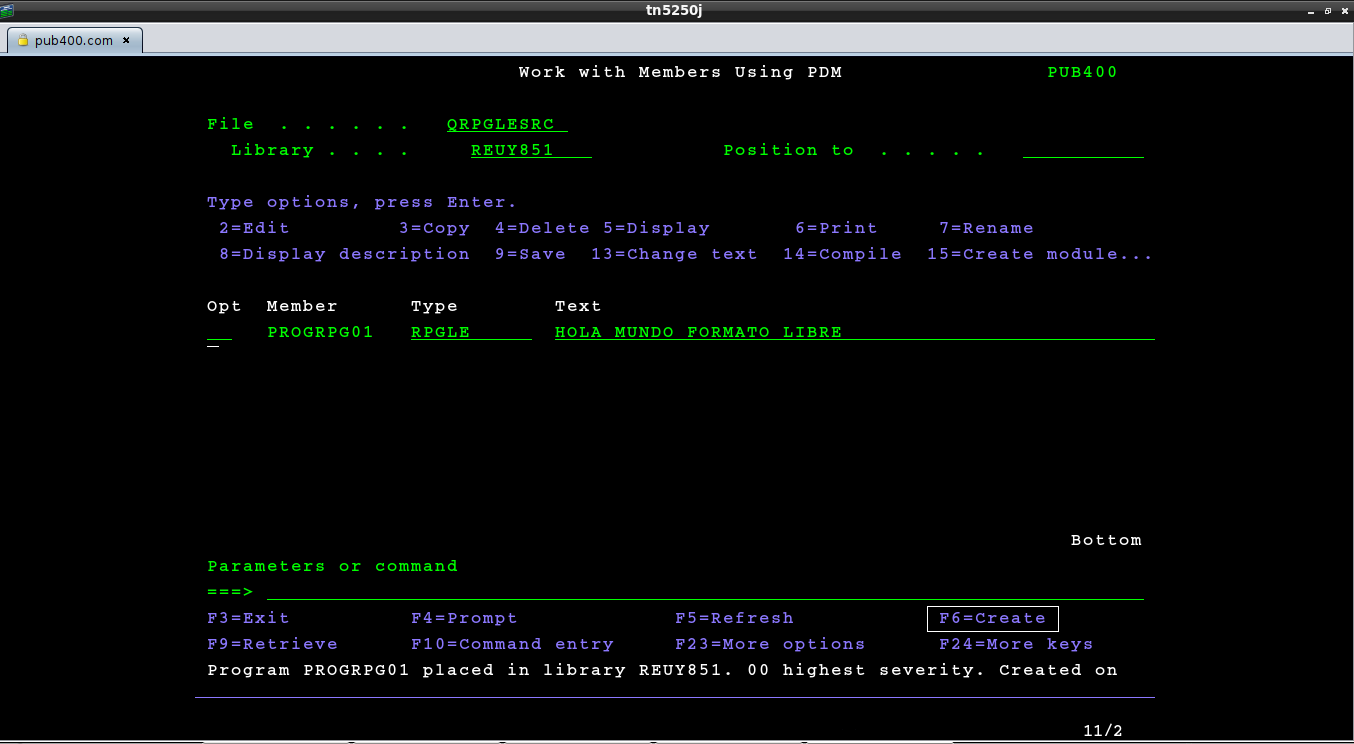 tn5250j
pub400.com
Work with Members Using PDM PUB400
File . . . . . . QRPGLESRC
Library . . . . REUY851 Position to . . . . .
Type options, press Enter.
2=Edit 3=Copy 4=Delete 5=Display 6=Print 7=Rename
8=Display description 9=Save 13=Change text 14=Compile 15=Create module...
Opt Member Type Text
PROGRPG01 RPGLE HOLA MUNDO FORMATO LIBRE
Bottom
Parameters or command
===>
F3=Exit F4=Prompt F5=Refresh F6=Create
F9=Retrieve F10=Command entry F23=More options F24=More keys
Program PROGRPG01 placed in library REUY851. 00 highest severity. Created on
11/2